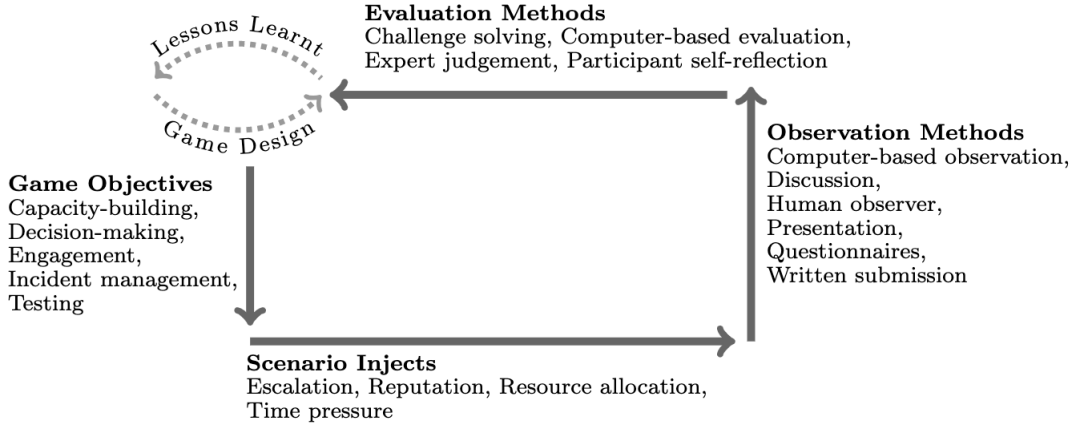 Lessons Learnt
Game Design
Evaluation Methods
Challenge solving, Computer-based evaluation,
Expert judgement, Participant self-reflection
Observation Methods
Computer-based observation,
Discussion,
Human observer,
Presentation,
Questionnaires,
Written submission
Game Objectives
Capacity-building,
Decision-making,
Engagement,
Incident management,
Testing
Scenario Injects
Escalation, Reputation, Resource allocation,
Time pressure